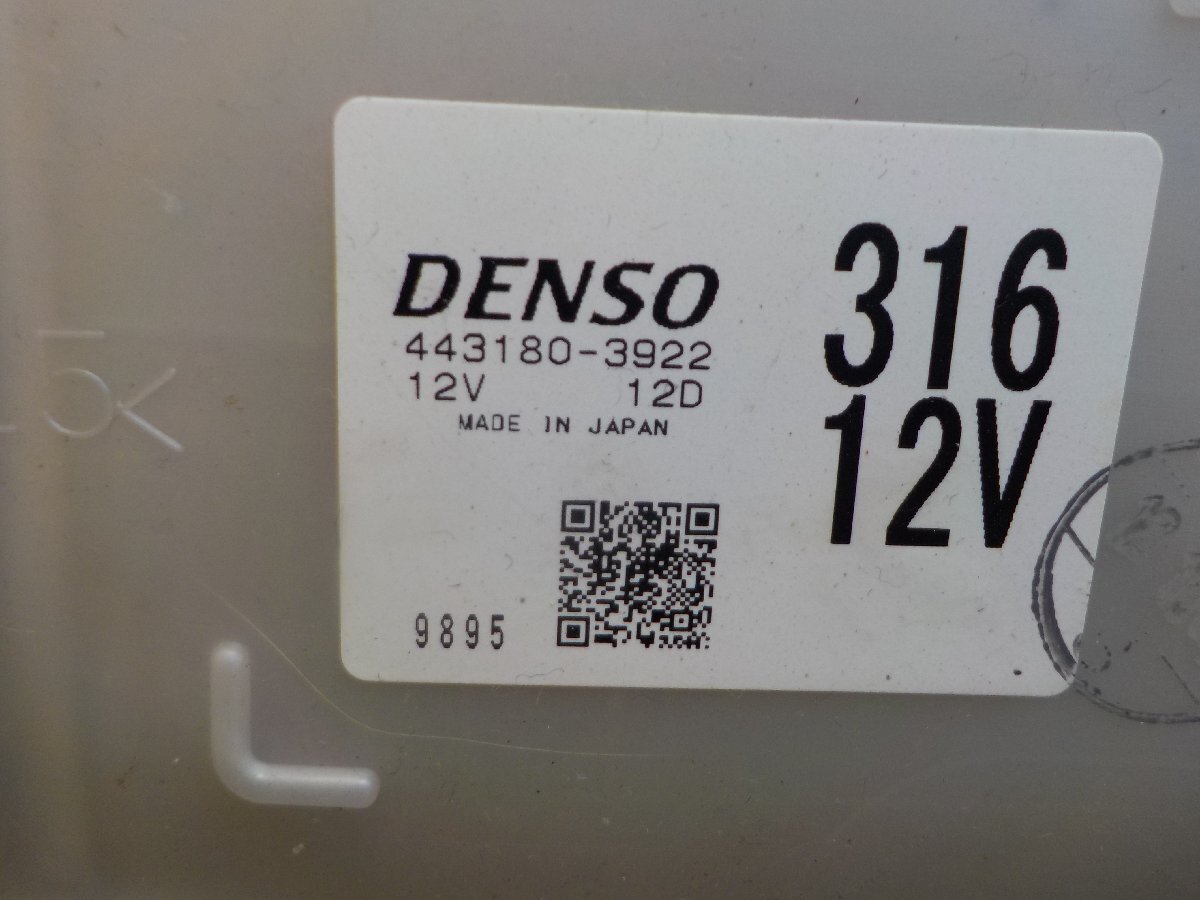 DENSO
443180-3922
12V 12D
MADE IN JAPAN
9895
316
12V